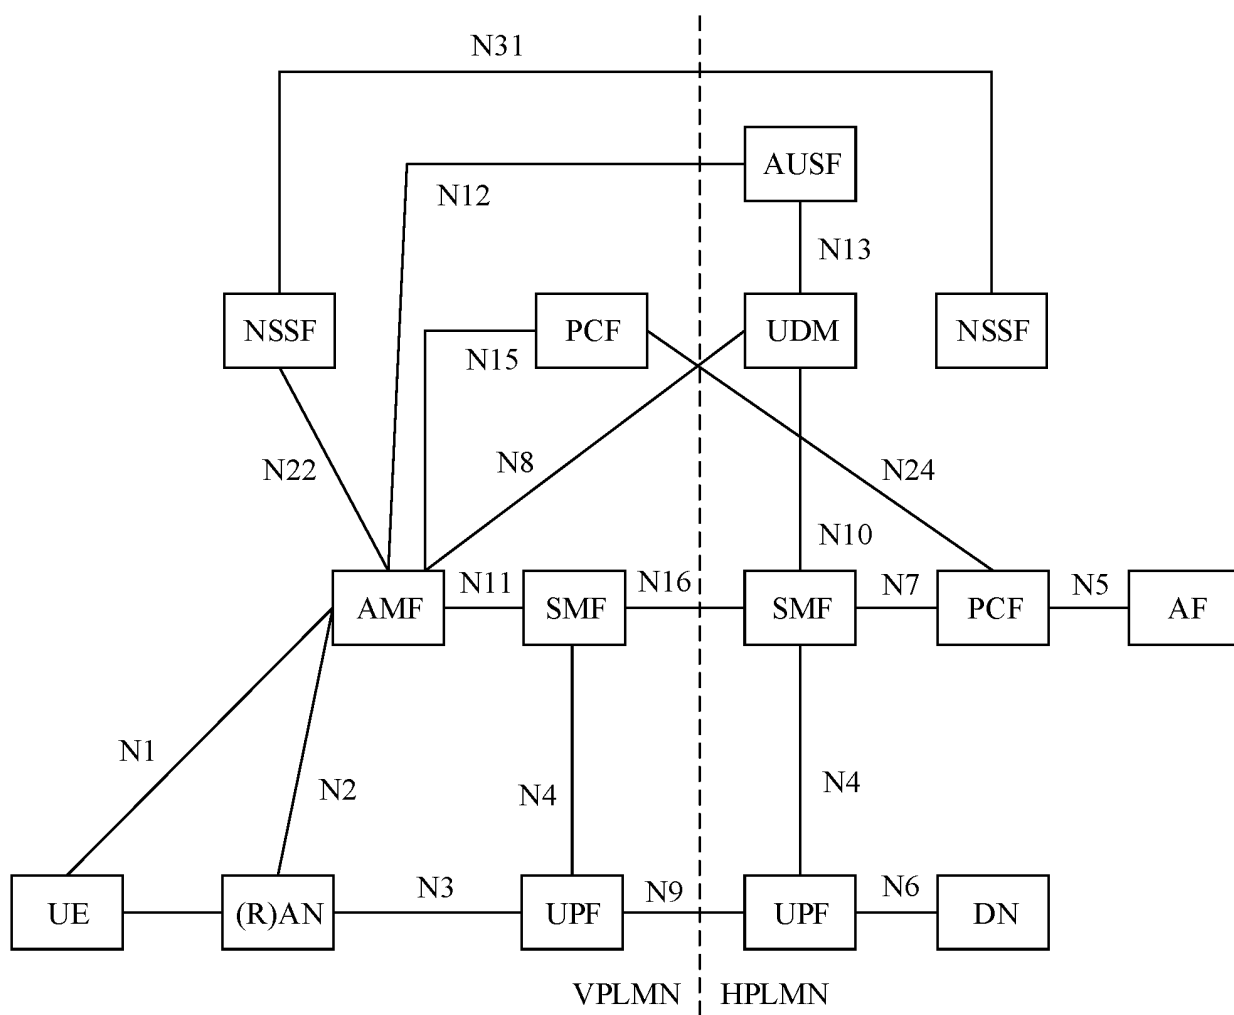 N31
AUSF
N12
N13
NSSF
PCF
UDM
NSSF
N15
N22
N8
N24
N10
N11
N16
N7
N5
AMF
SMF
SMF
PCF
AF
N1
N2
N4
N4
N3
N9
N6
UE
(R)AN
UPF
UPF
DN
VPLMN
HPLMN